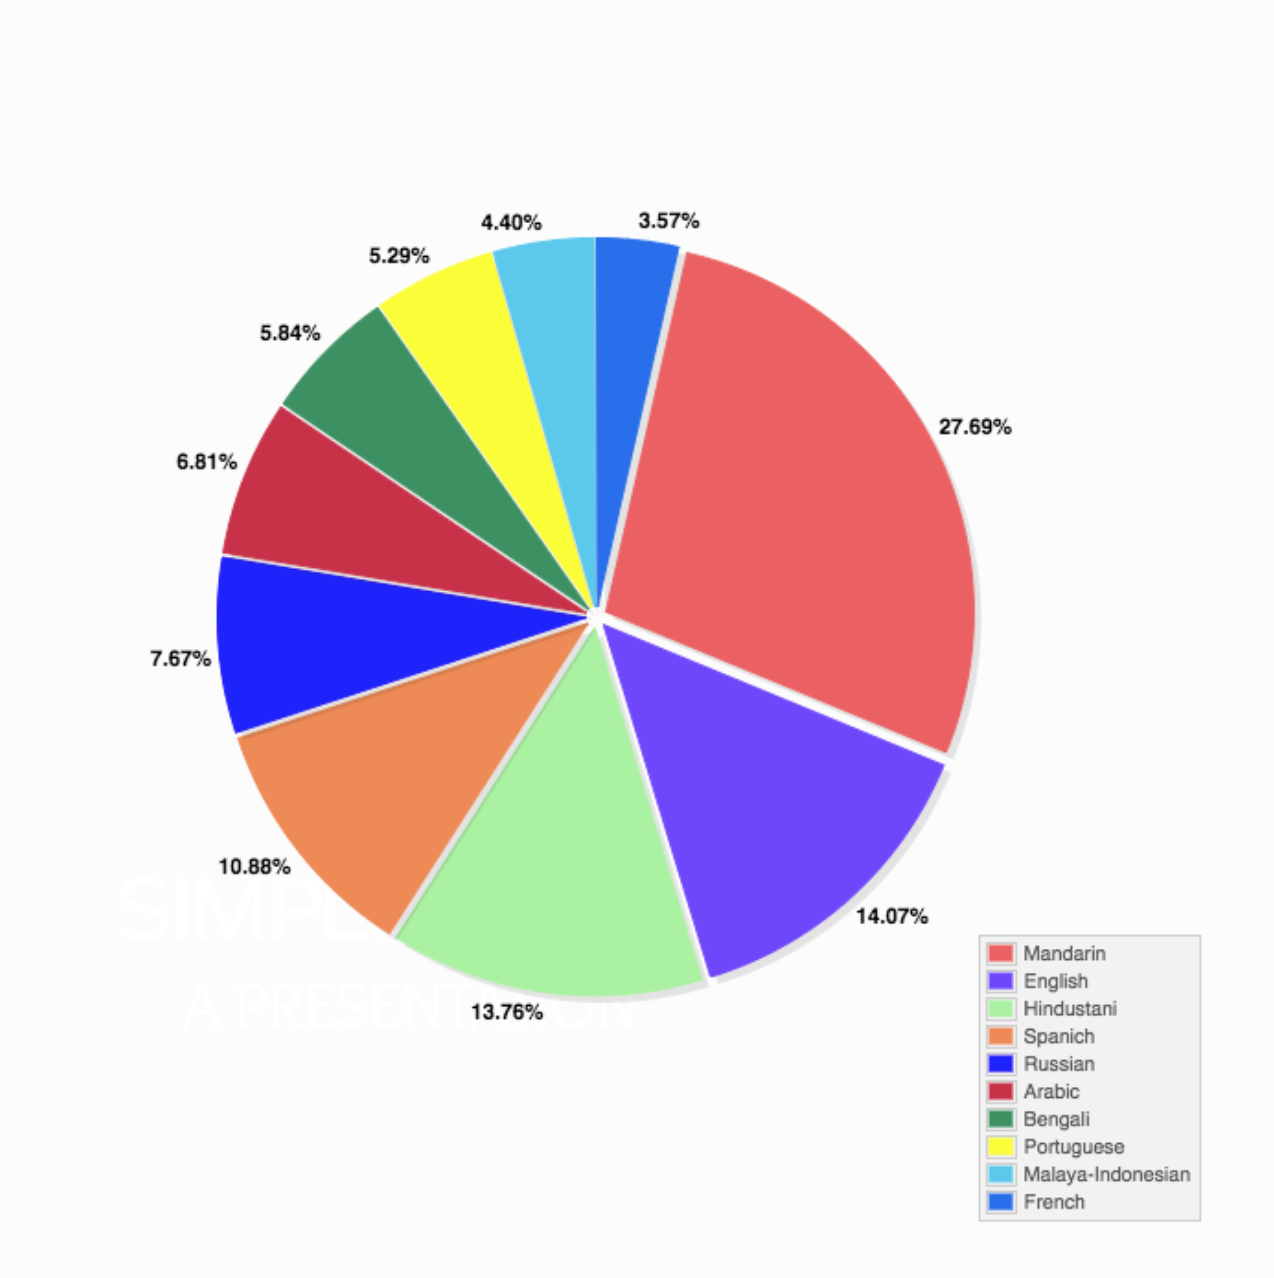 4.40%
3.57%
5.29%
5.84%
27.69%
6.81%
7.67%
10.88%
14.07%
13.76%
A PRESENT
Mandarin
English
Hindustani
Spanich
Russian
Arabic
Bengali
Portuguese
Malaya-Indonesian
French